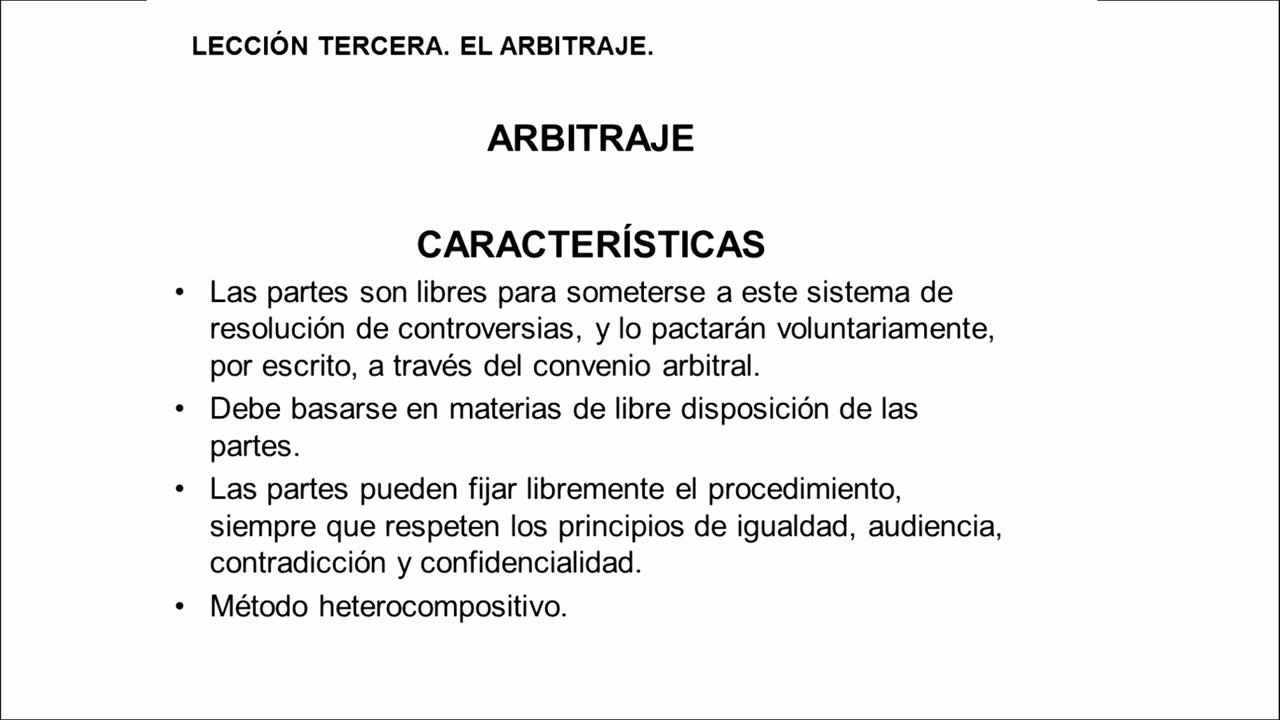 LECCIÓN TERCERA. EL ARBITRAJE.
ARBITRAJE
CARACTERÍSTICAS
• Las partes son libres para someterse a este sistema de
resolución de controversias, y lo pactarán voluntariamente,
por escrito, a través del convenio arbitral.
• Debe basarse en materias de libre disposición de las
partes.
• Las partes pueden fijar libremente el procedimiento,
siempre que respeten los principios de igualdad, audiencia,
contradicción y confidencialidad.
• Método heterocompositivo.